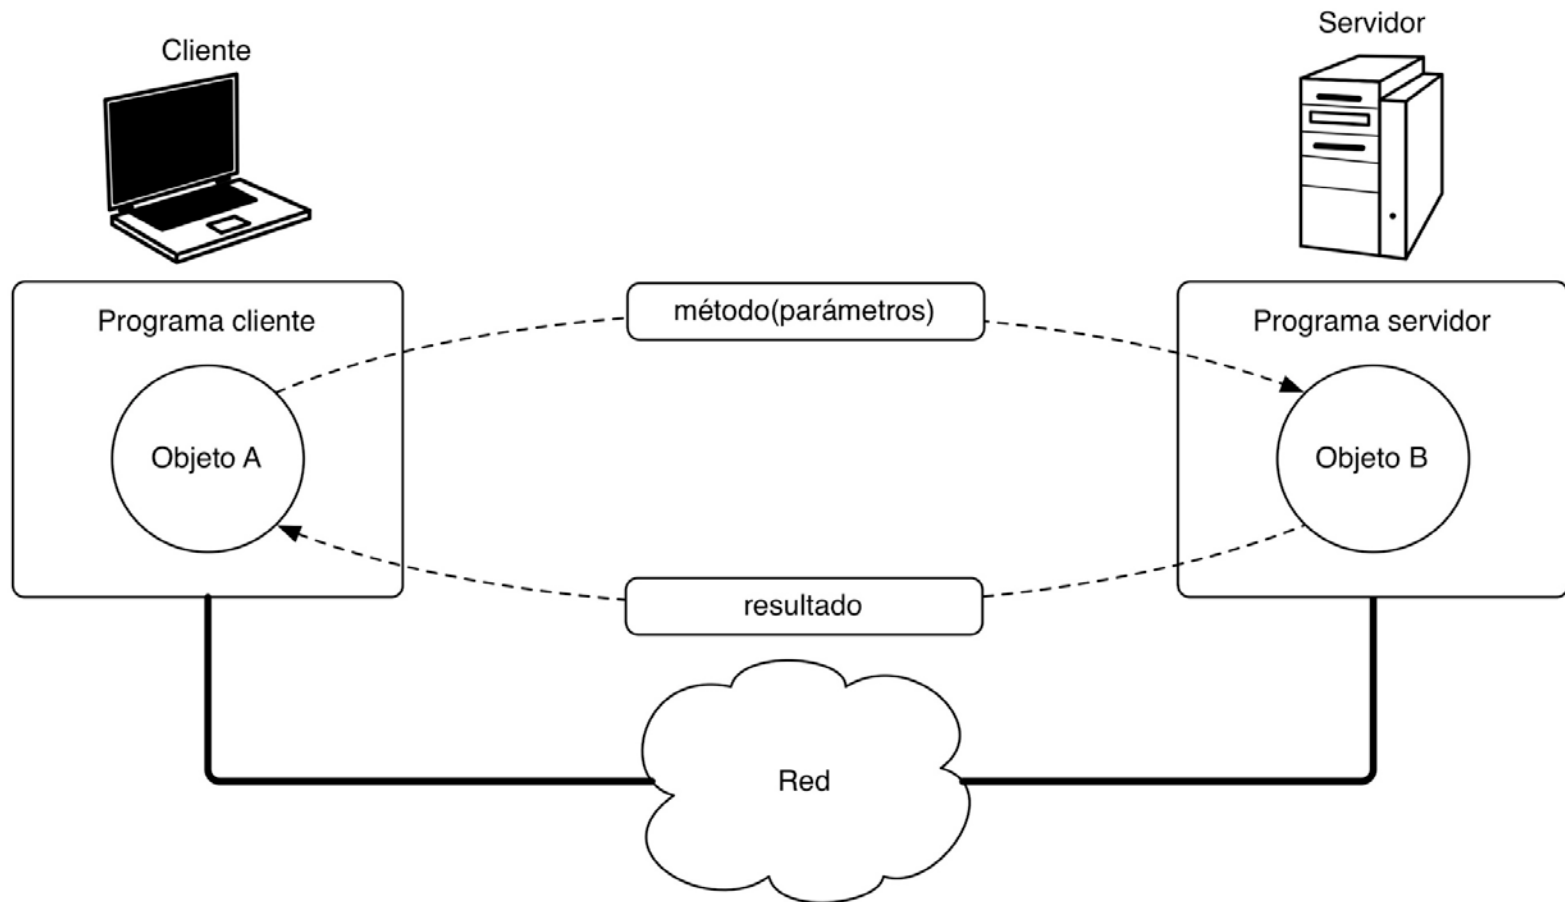 Cliente
Servidor
Programa cliente
método(parámetros)
Programa servidor
Objeto A
Objeto B
resultado
Red